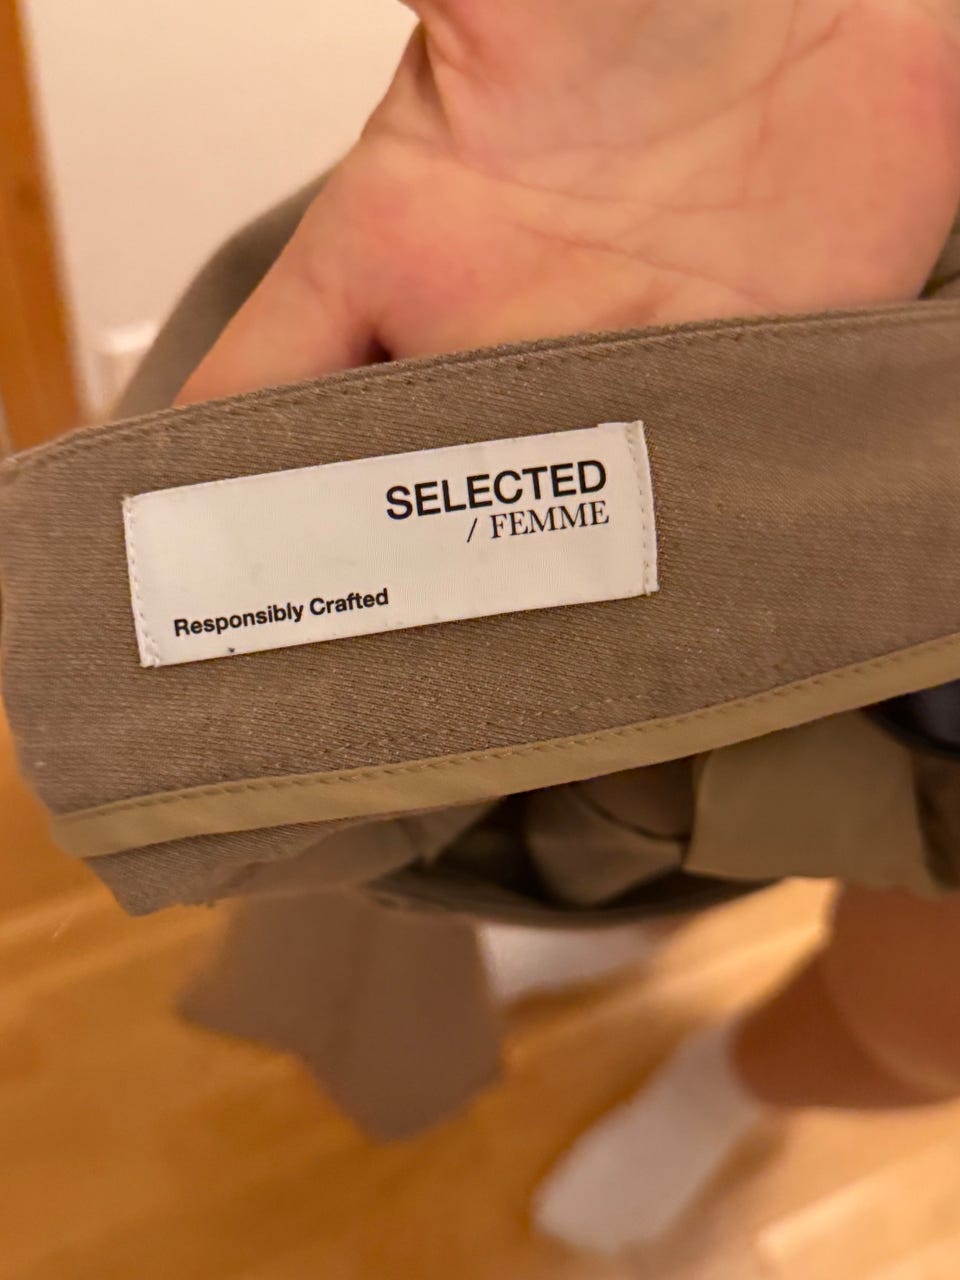 SELECTED
/ FEMME
Responsibly Crafted